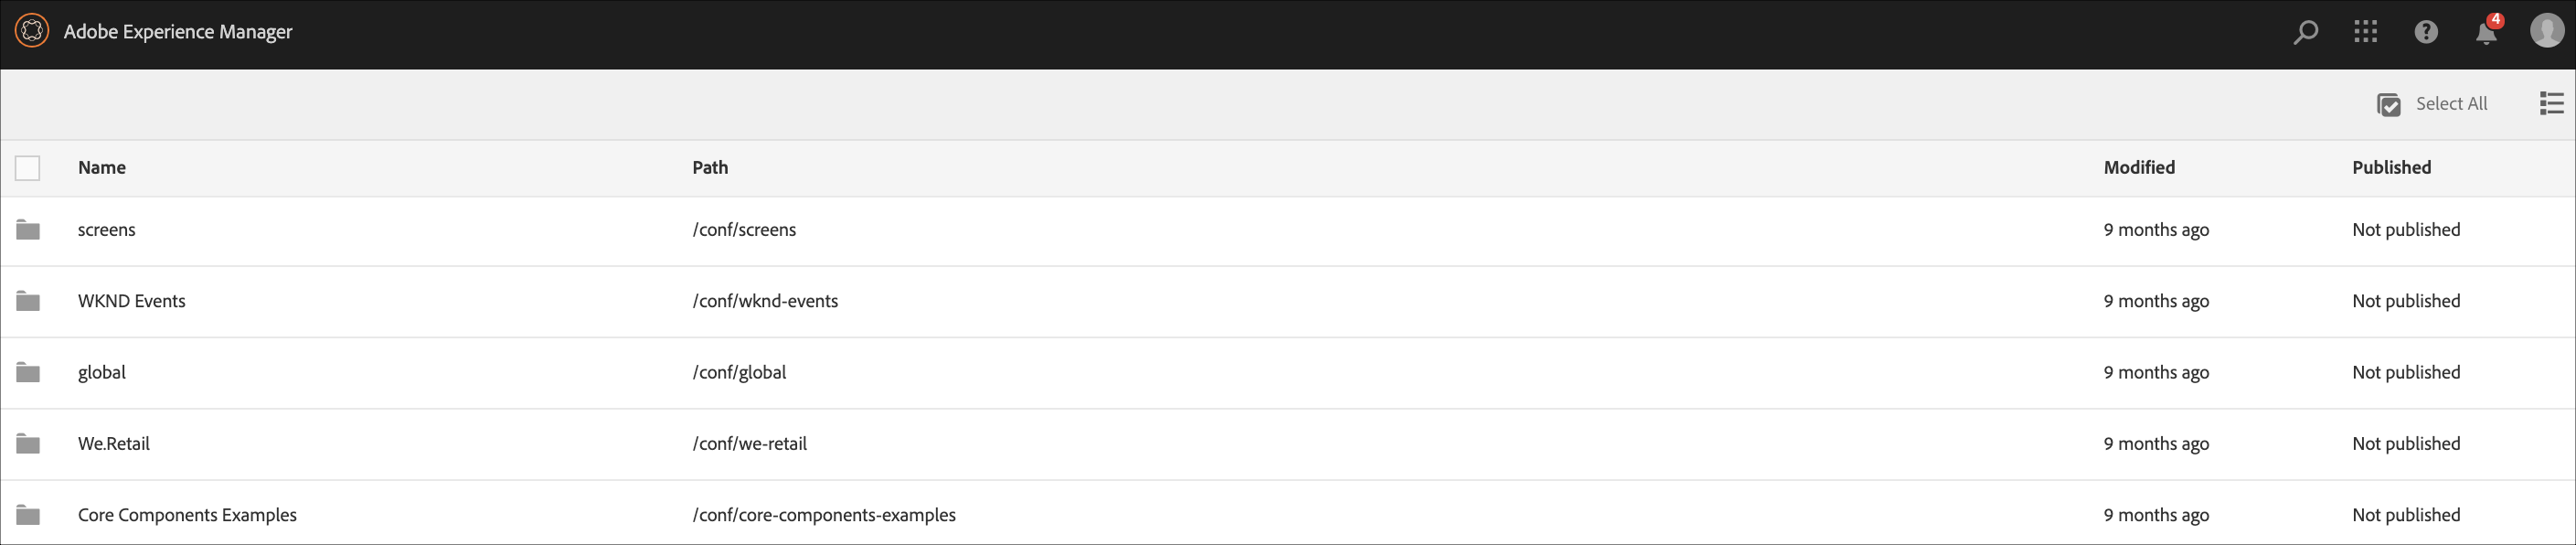 Adobe Experience Manager
4
Select All
Name Path Modified Published
screens /conf/screens 9 months ago Not published
WKND Events /conf/wknd-events 9 months ago Not published
global /conf/global 9 months ago Not published
We.Retail /conf/we-retail 9 months ago Not published
Core Components Examples /conf/core-components-examples 9 months ago Not published